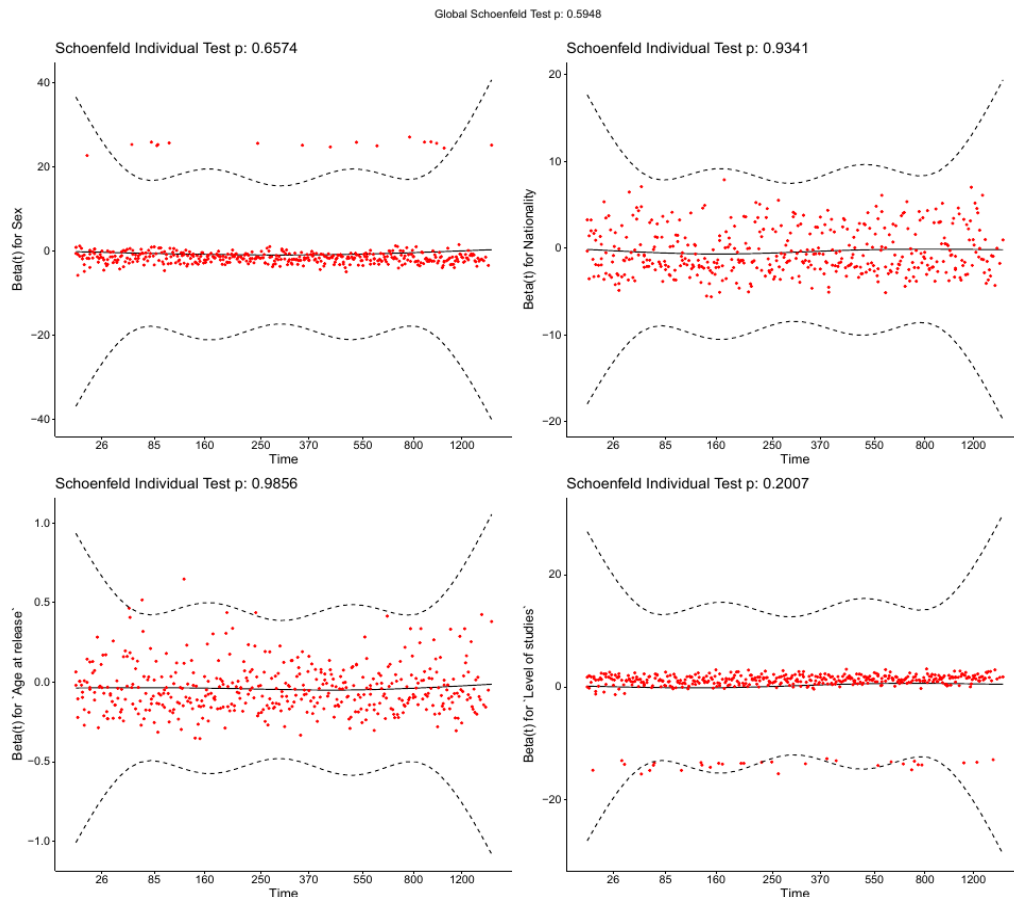 Global Schoenfeld Test p: 0.5948
Schoenfeld Individual Test p: 0.6574
Beta(t) for Sex
40
20
0
−20
−40
26 85 160 250 370 550 800 1200
Time
Schoenfeld Individual Test p: 0.9341
Beta(t) for Nationality
20
10
0
−10
−20
26 85 160 250 370 550 800 1200
Time
Schoenfeld Individual Test p: 0.9856
Beta(t) for `Age at release`
1.0
0.5
0.0
−0.5
−1.0
26 85 160 250 370 550 800 1200
Time
Schoenfeld Individual Test p: 0.2007
Beta(t) for `Level of studies`
20
0
−20
26 85 160 250 370 550 800 1200
Time